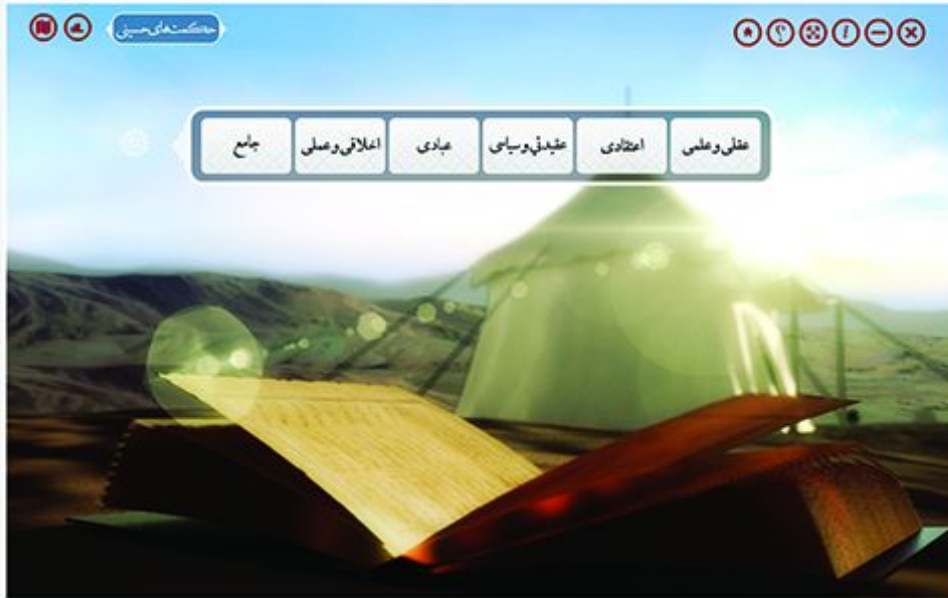 حکمت‌های حسینی
عقلی و علمی
اعتقادی
عقیدتی و سیاسی
عبادی
اخلاقی و عملی
جامع